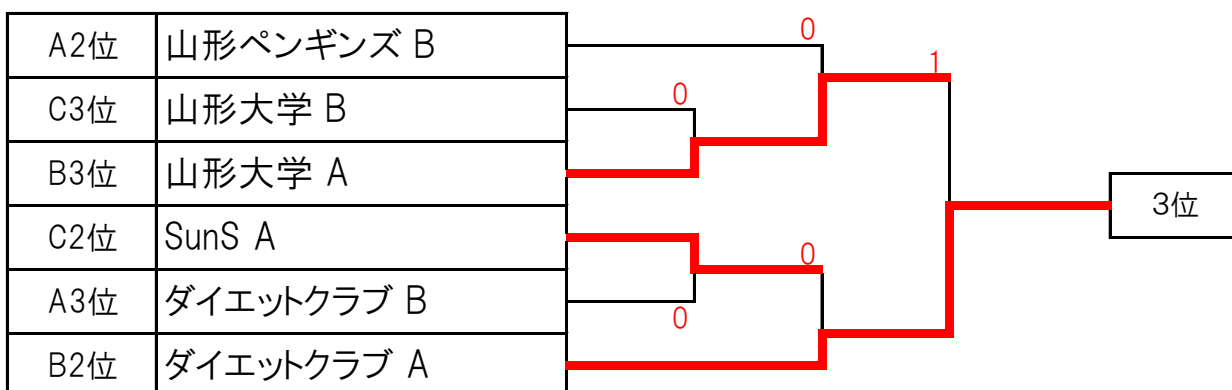 A2位 山形ペンギンズ B
0
1
C3位 山形大学 B
0
B3位 山形大学 A
3位
C2位 SunS A
0
A3位 ダイエットクラブ B
0
B2位 ダイエットクラブ A